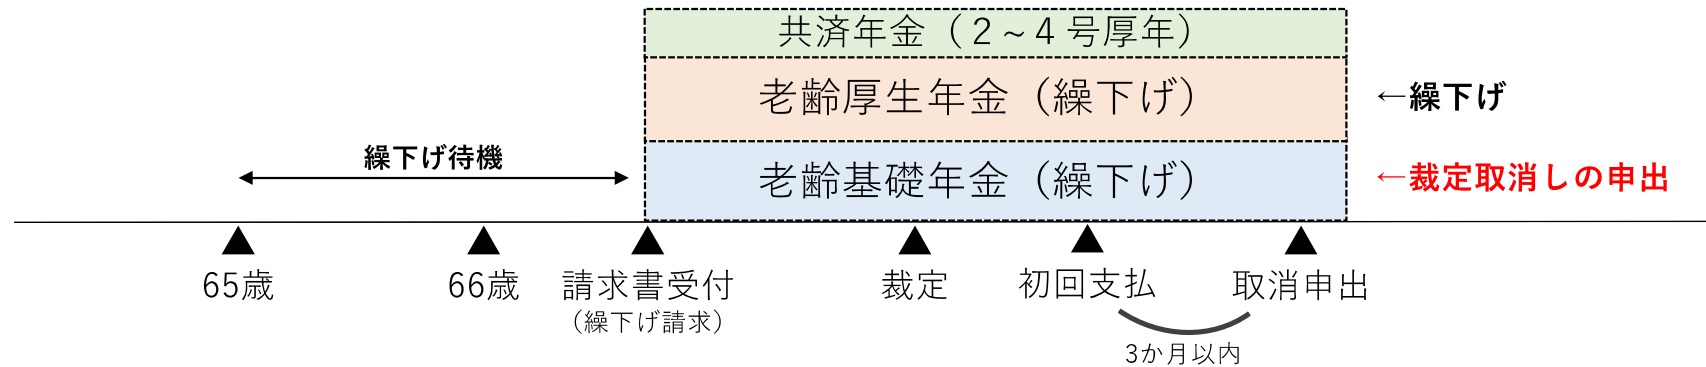 共済年金（２～４号厚年）
老齢厚生年金（繰下げ）
←繰下げ
繰下げ待機
老齢基礎年金（繰下げ）
←裁定取消しの申出
65歳
66歳
請求書受付
（繰下げ請求）
裁定
初回支払
取消申出
3か月以内